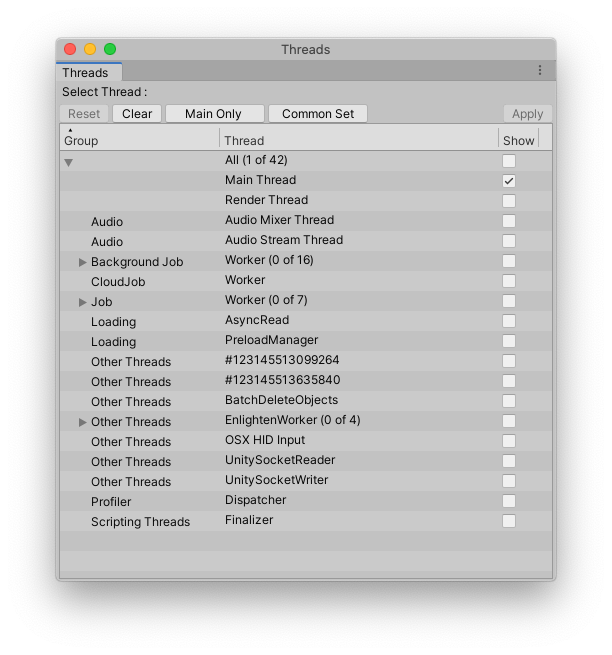 Threads
Threads
Select Thread :
Reset Clear Main Only Common Set Apply
Group Thread Show
All (1 of 42)
Main Thread
Render Thread
Audio Audio Mixer Thread
Audio Audio Stream Thread
Background Job Worker (0 of 16)
CloudJob Worker
Job Worker (0 of 7)
Loading AsyncRead
Loading PreloadManager
Other Threads #123145513099264
Other Threads #123145513635840
Other Threads BatchDeleteObjects
Other Threads EnlightenWorker (0 of 4)
Other Threads OSX HID Input
Other Threads UnitySocketReader
Other Threads UnitySocketWriter
Profiler Dispatcher
Scripting Threads Finalizer